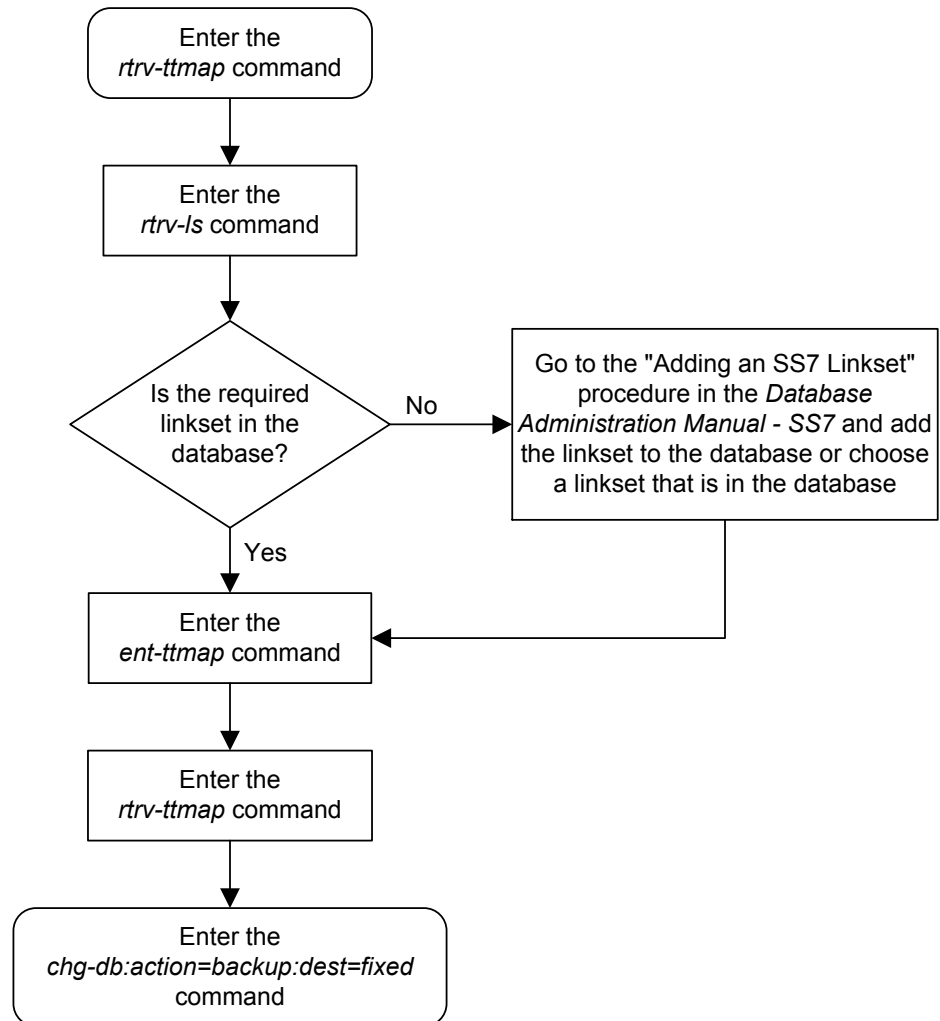 Enter the
rtrv-ttmap command
Enter the
rtrv-ls command
Is the required
linkset in the
database?
No
Go to the "Adding an SS7 Linkset"
procedure in the Database
Administration Manual - SS7 and add
the linkset to the database or choose
a linkset that is in the database
Yes
Enter the
ent-ttmap command
Enter the
rtrv-ttmap command
Enter the
chg-db:action=backup:dest=fixed
command